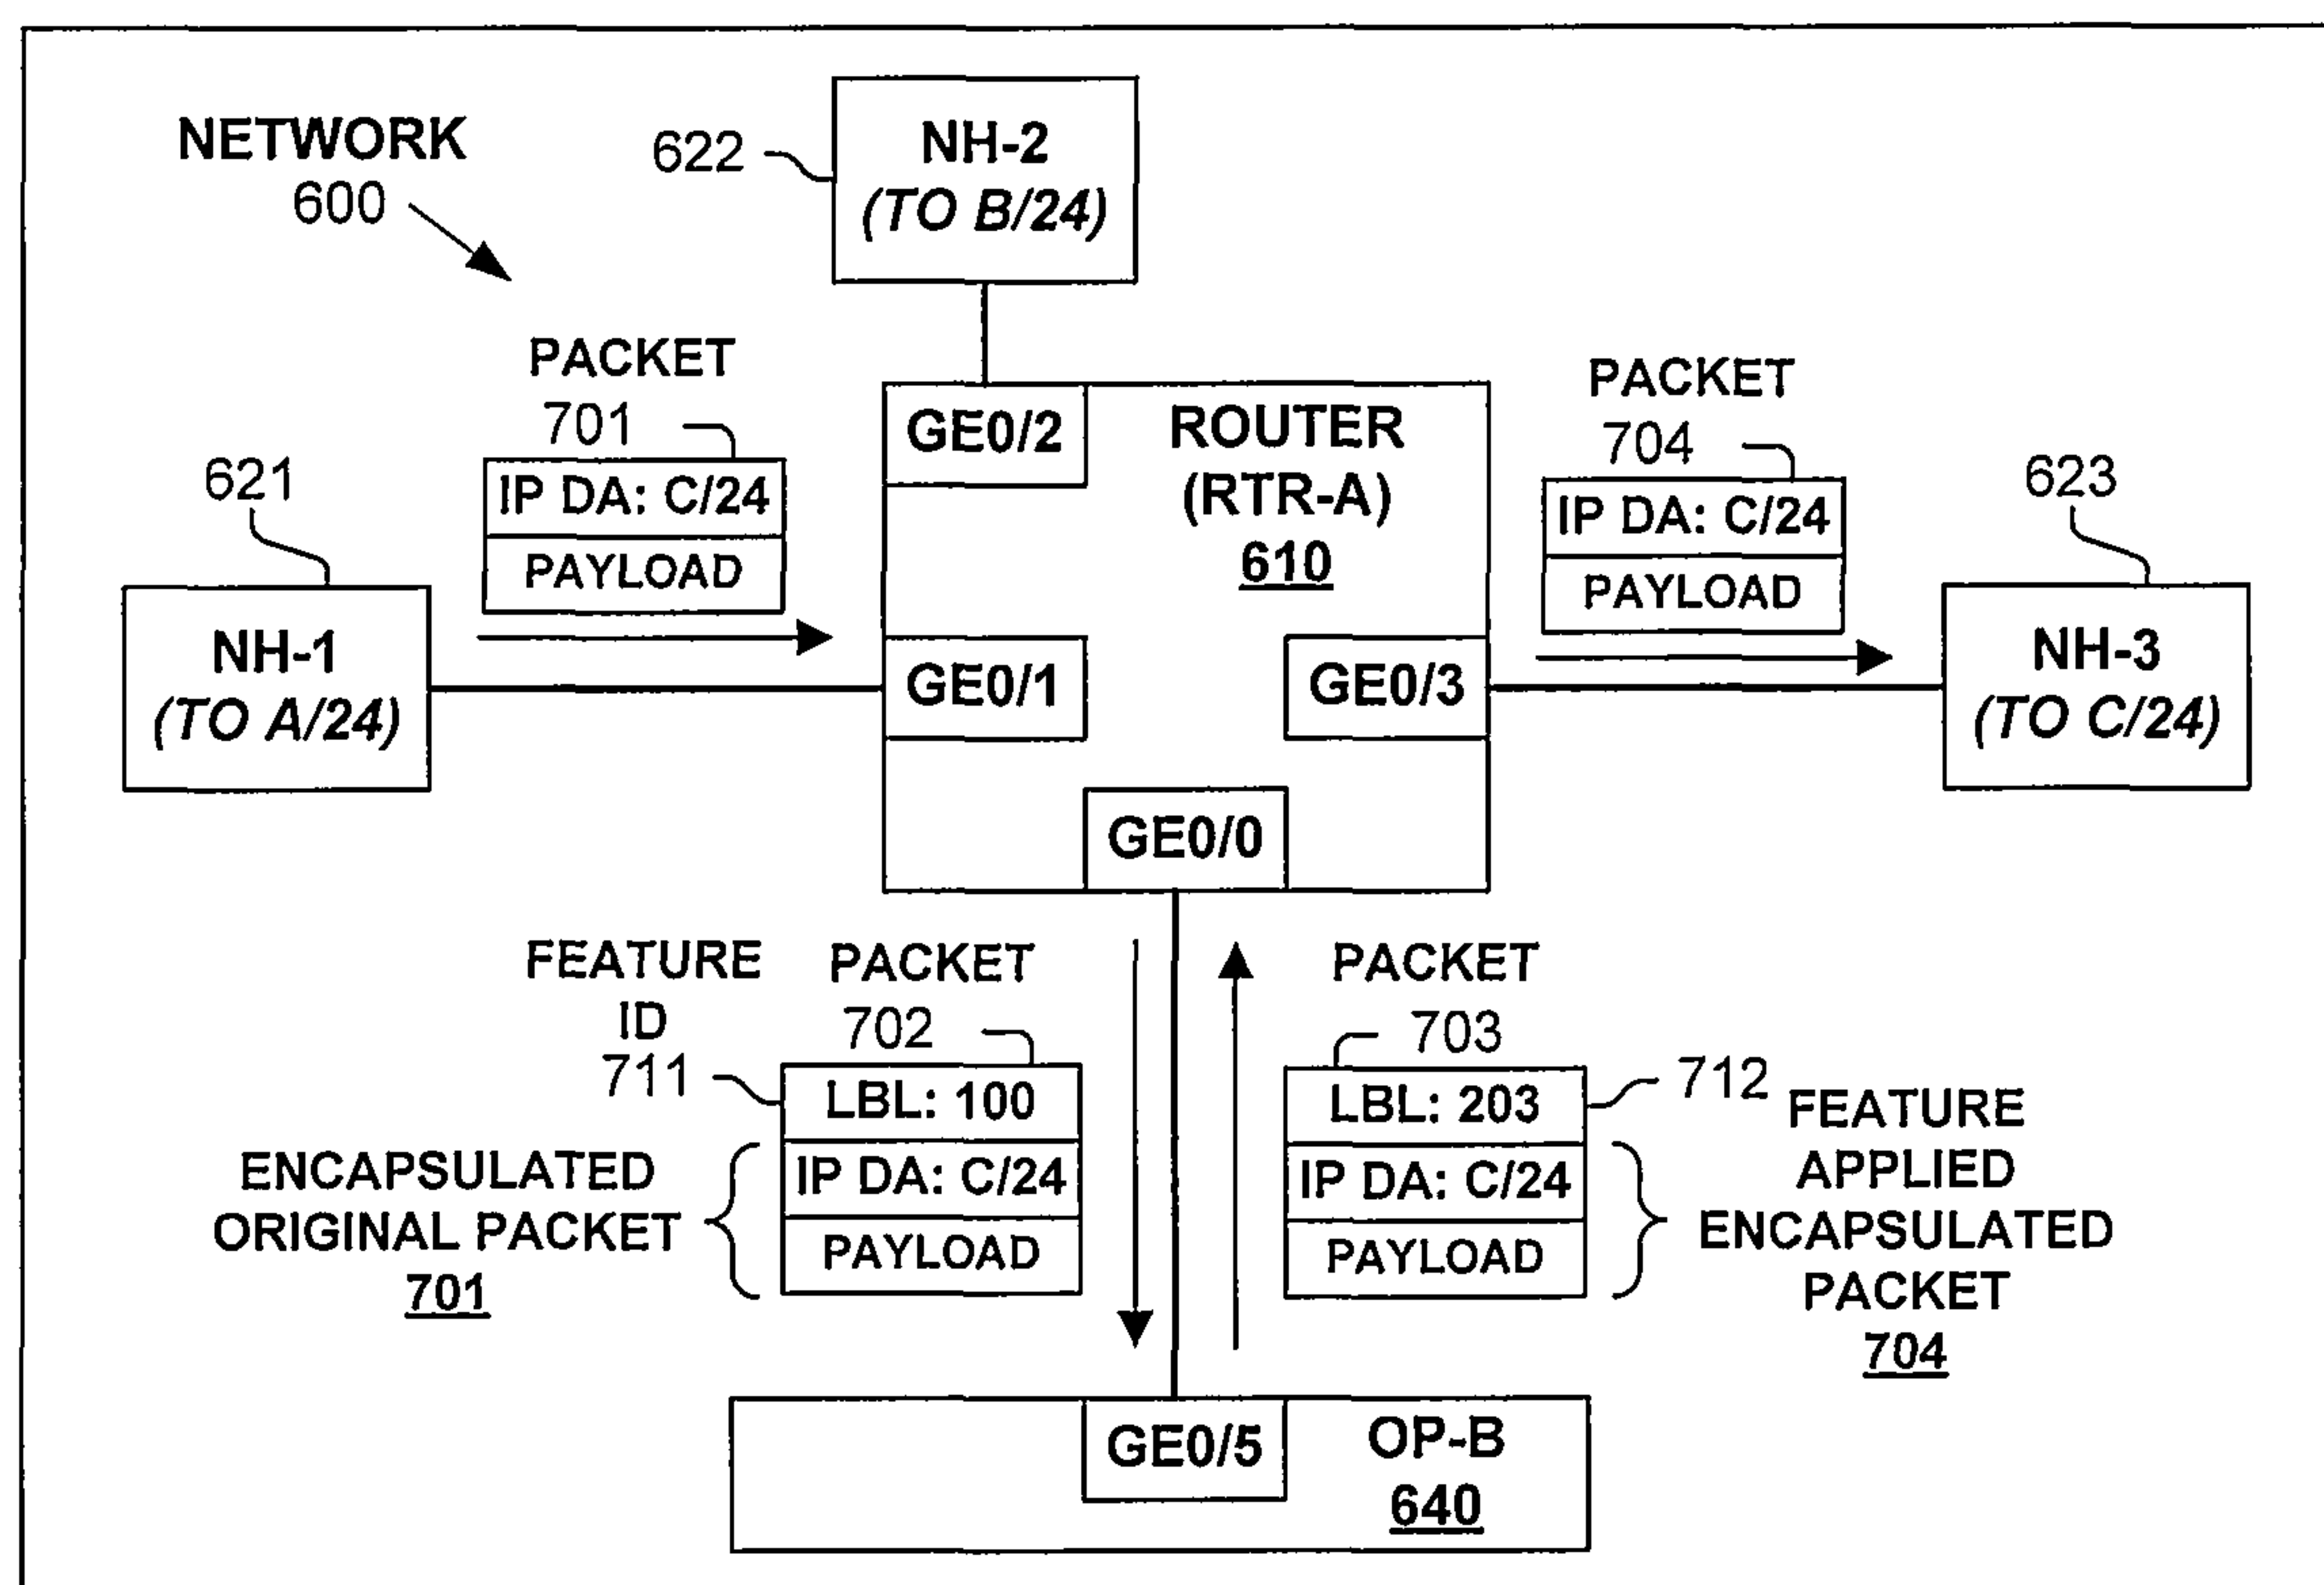 NETWORK
600
622
NH-2
(TO B/24)
PACKET
701
IP DA: C/24
PAYLOAD
621
NH-1
(TO A/24)
GE0/2
ROUTER
(RTR-A)
610
GE0/1
GE0/3
GE0/0
PACKET
704
IP DA: C/24
PAYLOAD
623
NH-3
(TO C/24)
FEATURE
ID
711
PACKET
702
LBL: 100
IP DA: C/24
PAYLOAD
ENCAPSULATED
ORIGINAL PACKET
701
PACKET
703
LBL: 203
IP DA: C/24
PAYLOAD
712
FEATURE
APPLIED
ENCAPSULATED
PACKET
704
GE0/5
OP-B
640